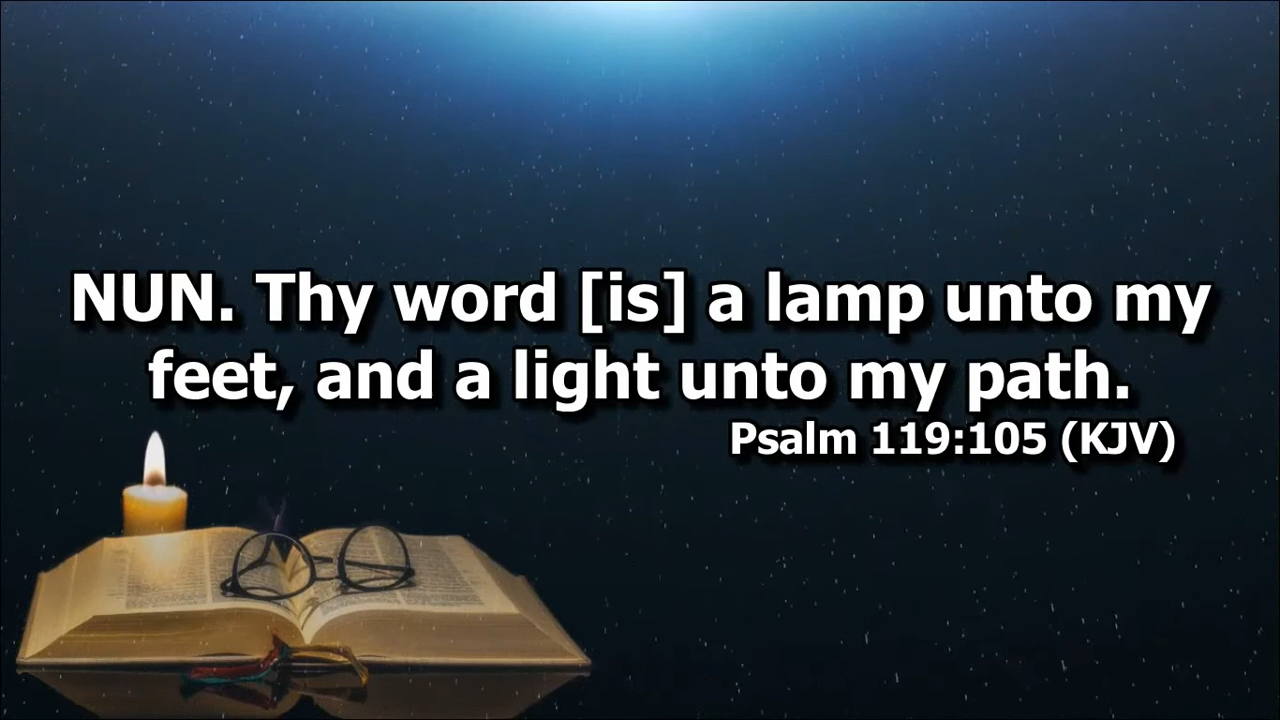 NUN. Thy word [is] a lamp unto my
feet, and a light unto my path.
Psalm 119:105 (KJV)